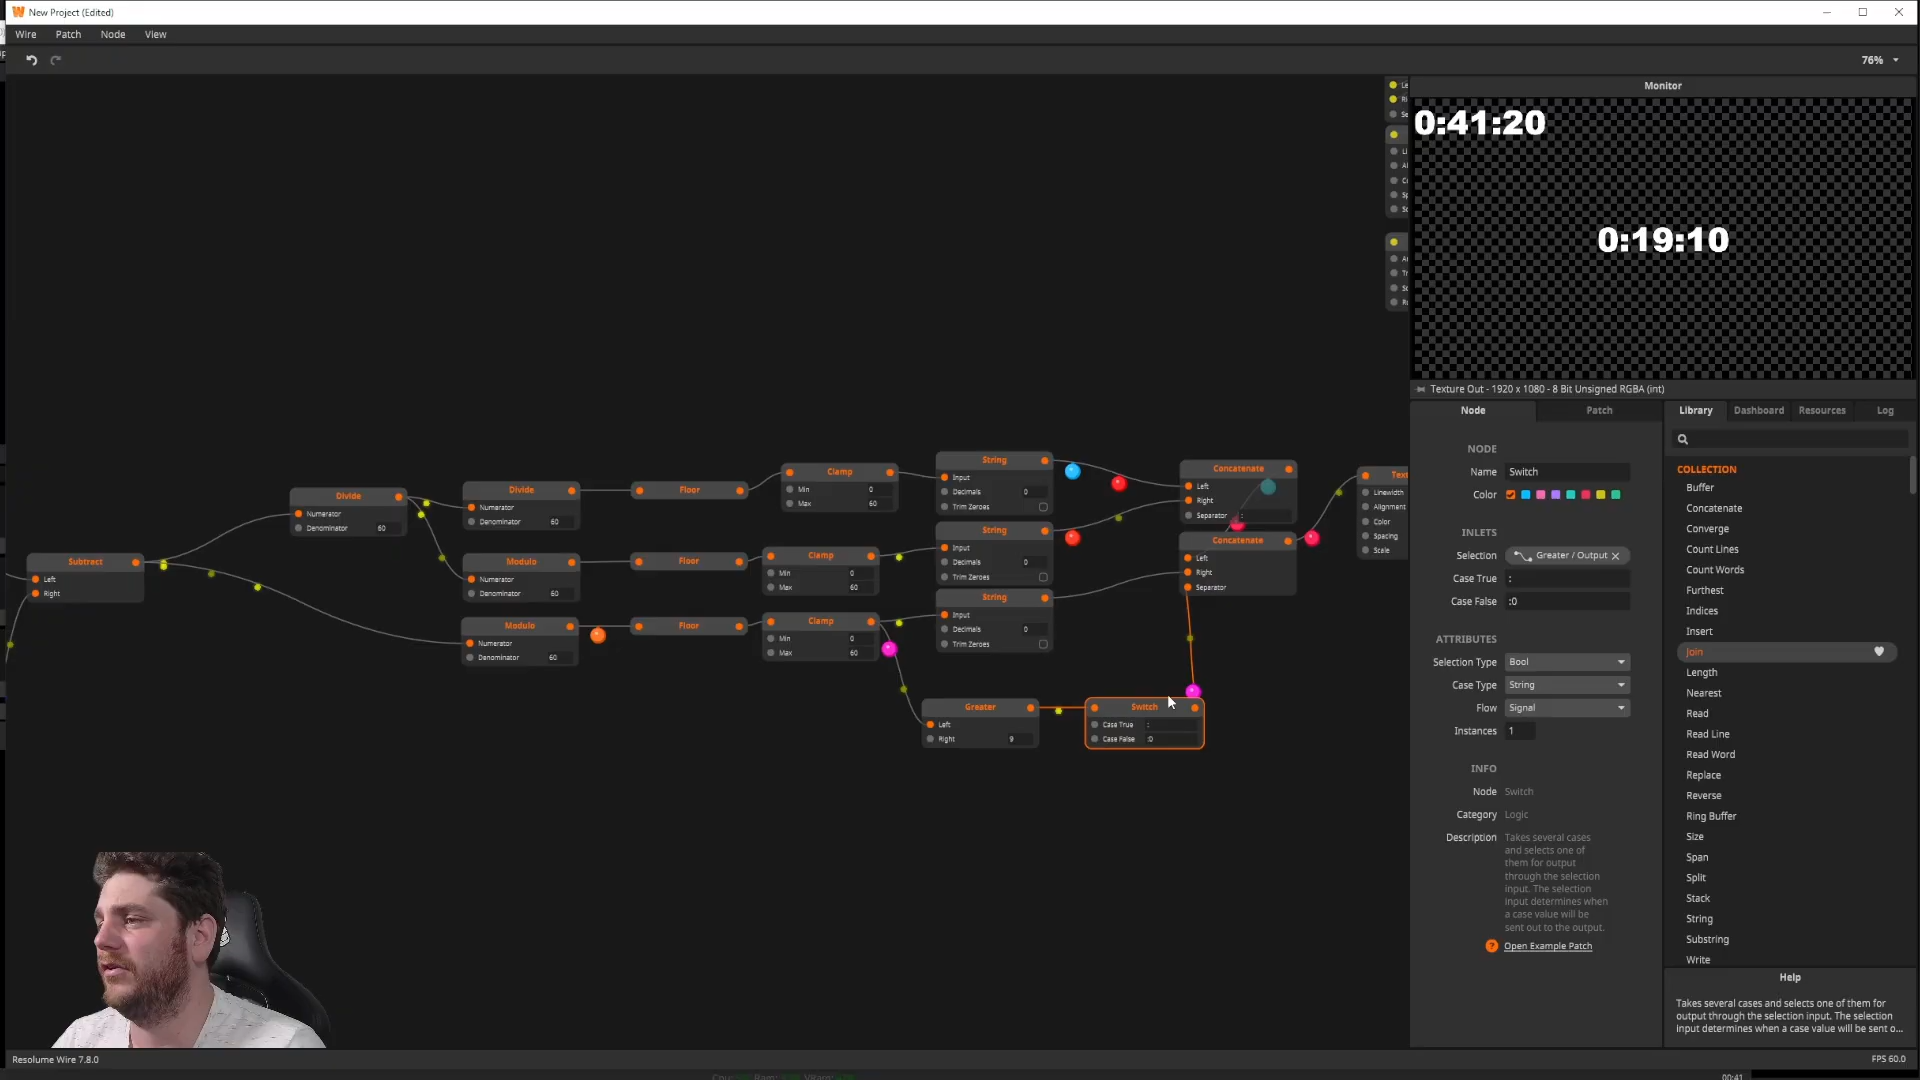 New Project (Edited)
Wire Patch Node View
76%
Monitor
0:41:20
0:19:10
Texture Out - 1920 x 1080 - 8 Bit Unsigned RGBA (int)
Subtract
Left
Right
Divide
Numerator
Denominator 60
Divide
Numerator
Denominator 60
Modulo
Numerator
Denominator 60
Modulo
Numerator
Denominator 60
Floor
Floor
Floor
Clamp
Min 0
Max 60
Clamp
Min 0
Max 60
Clamp
Min 0
Max 60
String
Input
Decimals 0
Trim Zeroes
String
Input
Decimals 0
Trim Zeroes
String
Input
Decimals 0
Trim Zeroes
Greater
Left
Right 9
Switch
Case True :
Case False :0
Concatenate
Left
Right
Separator :
Concatenate
Left
Right
Separator
Linewidth
Alignment
Color
Spacing
Scale
Node Patch
NODE
Name Switch
Color
INLETS
Selection Greater / Output
Case True :
Case False :0
ATTRIBUTES
Selection Type Bool
Case Type String
Flow Signal
Instances 1
INFO
Node Switch
Category Logic
Description Takes several cases
and selects one of
them for output
through the selection
input. The selection
input determines when
a case value will be
sent out to the output.
? Open Example Patch
Library Dashboard Resources Log
COLLECTION
Buffer
Concatenate
Converge
Count Lines
Count Words
Furthest
Indices
Insert
Join
Length
Nearest
Read
Read Line
Read Word
Replace
Reverse
Ring Buffer
Size
Span
Split
Stack
String
Substring
Write
Help
Takes several cases and selects one of them for
output through the selection input. The selection
input determines when a case value will be sent o...
Resolume Wire 7.8.0
FPS 60.0
00:41